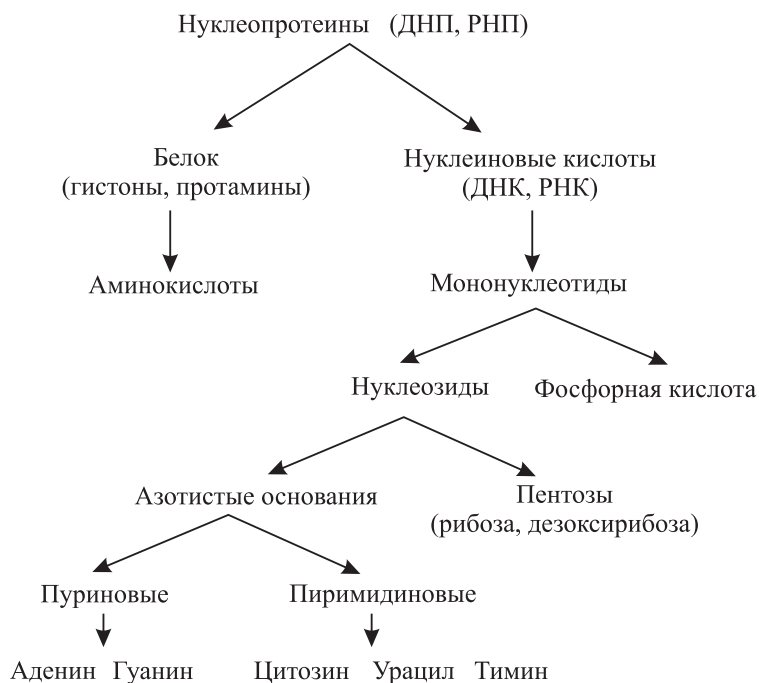 Нуклеопротеины (ДНП, РНП)
Белок
(гистоны, протамины)
Нуклеиновые кислоты
(ДНК, РНК)
Аминокислоты
Мононуклеотиды
Нуклеозиды
Фосфорная кислота
Азотистые основания
Пентозы
(рибоза, дезоксирибоза)
Пуриновые
Пиримидиновые
Аденин Гуанин
Цитозин Урацил Тимин